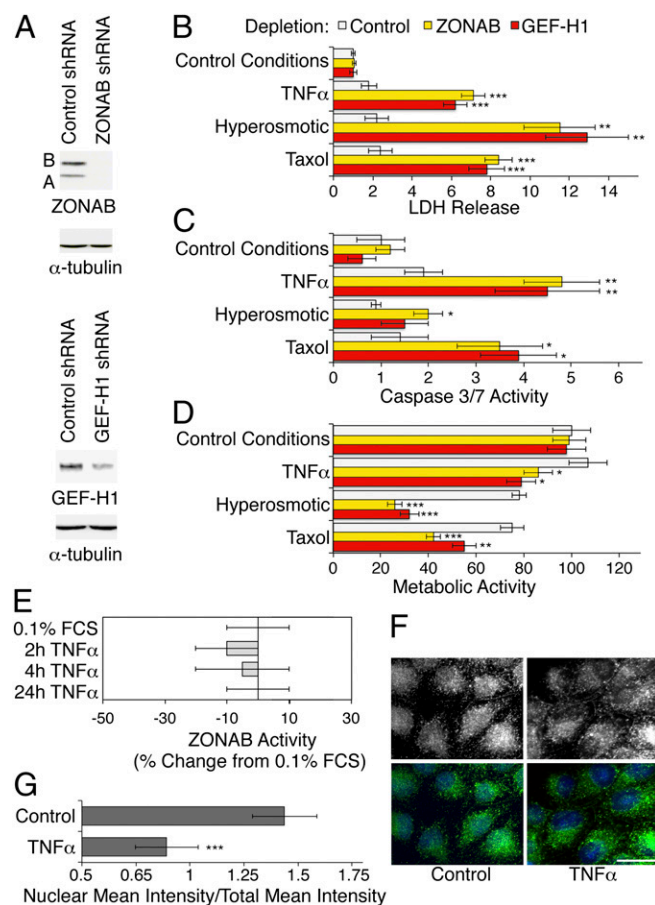 A
Control shRNA
ZONAB shRNA
B
A
ZONAB
α-tubulin
Control shRNA
GEF-H1 shRNA
GEF-H1
α-tubulin
Depletion: Control ZONAB GEF-H1
B
Control Conditions
TNFα
***
***
Hyperosmotic
**
**
Taxol
***
***
0 2 4 6 8 10 12 14
LDH Release
C
Control Conditions
TNFα
**
**
Hyperosmotic
*
Taxol
*
*
0 1 2 3 4 5 6
Caspase 3/7 Activity
D
Control Conditions
TNFα
*
*
Hyperosmotic
***
***
Taxol
***
**
0 20 40 60 80 100 120
Metabolic Activity
E
0.1% FCS
2h TNFα
4h TNFα
24h TNFα
-50 -30 -10 10 30
ZONAB Activity
(% Change from 0.1% FCS)
F
Control TNFα
G
Control
TNFα
***
0.5 0.65 1 1.25 1.5 1.75
Nuclear Mean Intensity/Total Mean Intensity